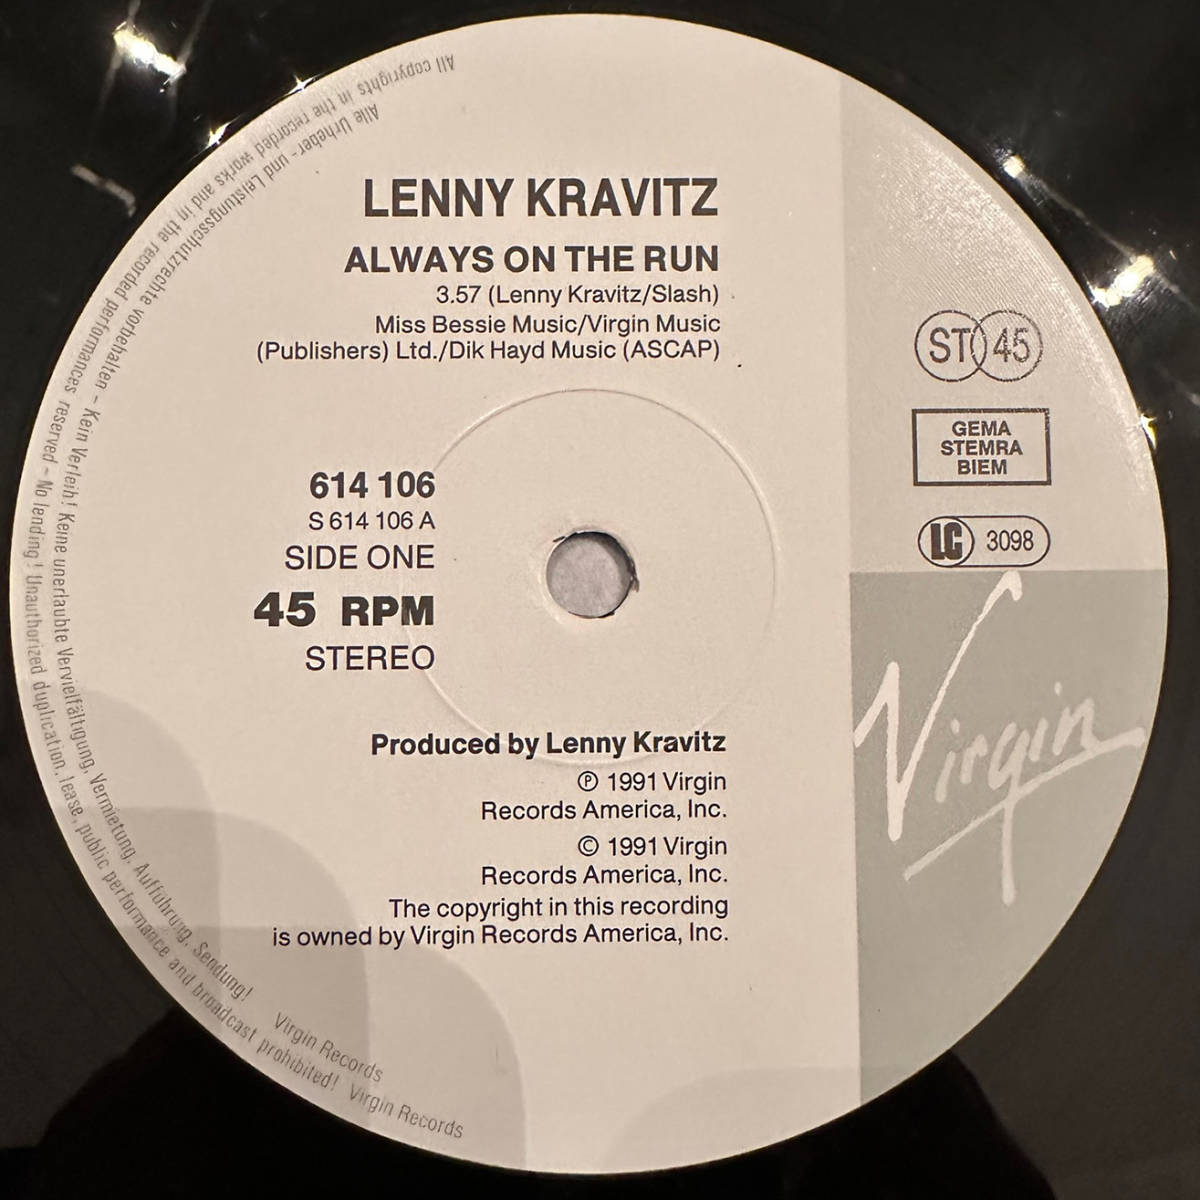 LENNY KRAVITZ
ALWAYS ON THE RUN
3.57 (Lenny Kravitz/Slash)
Miss Bessie Music/Virgin Music
(Publishers) Ltd./Dik Hayd Music (ASCAP)
614 106
S 614 106 A
SIDE ONE
45 RPM
STEREO
Produced by Lenny Kravitz
℗ 1991 Virgin
Records America, Inc.
© 1991 Virgin
Records America, Inc.
The copyright in this recording
is owned by Virgin Records America, Inc.
ST 45
GEMA
STEMRA
BIEM
LC 3098
Virgin
Alle Urheber- und Leistungsschutzrechte vorbehalten – Kein Verleih! Keine unerlaubte Vervielfältigung, Vermietung, Aufführung, Sendung! Virgin Records
All copyrights in the recorded works and in the recorded performances reserved – No lending! Unauthorized duplication, lease, public performance and broadcast prohibited! Virgin Records